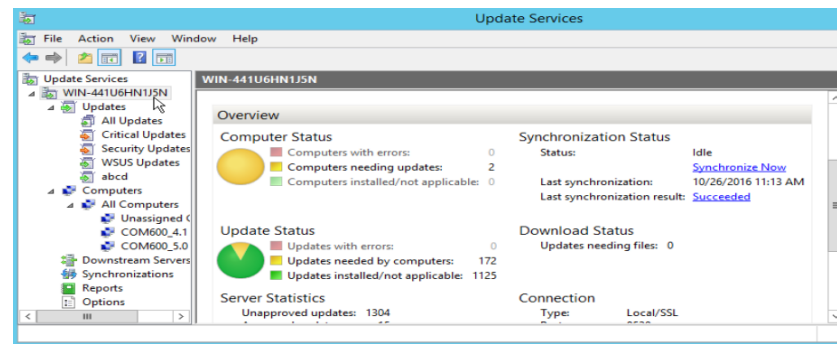 Update Services
File Action View Window Help
Update Services
WIN-441U6HN1J5N
Updates
All Updates
Critical Updates
Security Updates
WSUS Updates
abcd
Computers
All Computers
Unassigned
COM600_4.1
COM600_5.0
Downstream Servers
Synchronizations
Reports
Options
WIN-441U6HN1J5N
Overview
Computer Status
Computers with errors: 0
Computers needing updates: 2
Computers installed/not applicable: 0
Synchronization Status
Status: Idle
Synchronize Now
Last synchronization: 10/26/2016 11:13 AM
Last synchronization result: Succeeded
Update Status
Updates with errors: 0
Updates needed by computers: 172
Updates installed/not applicable: 1125
Download Status
Updates needing files: 0
Server Statistics
Unapproved updates: 1304
Connection
Type: Local/SSL